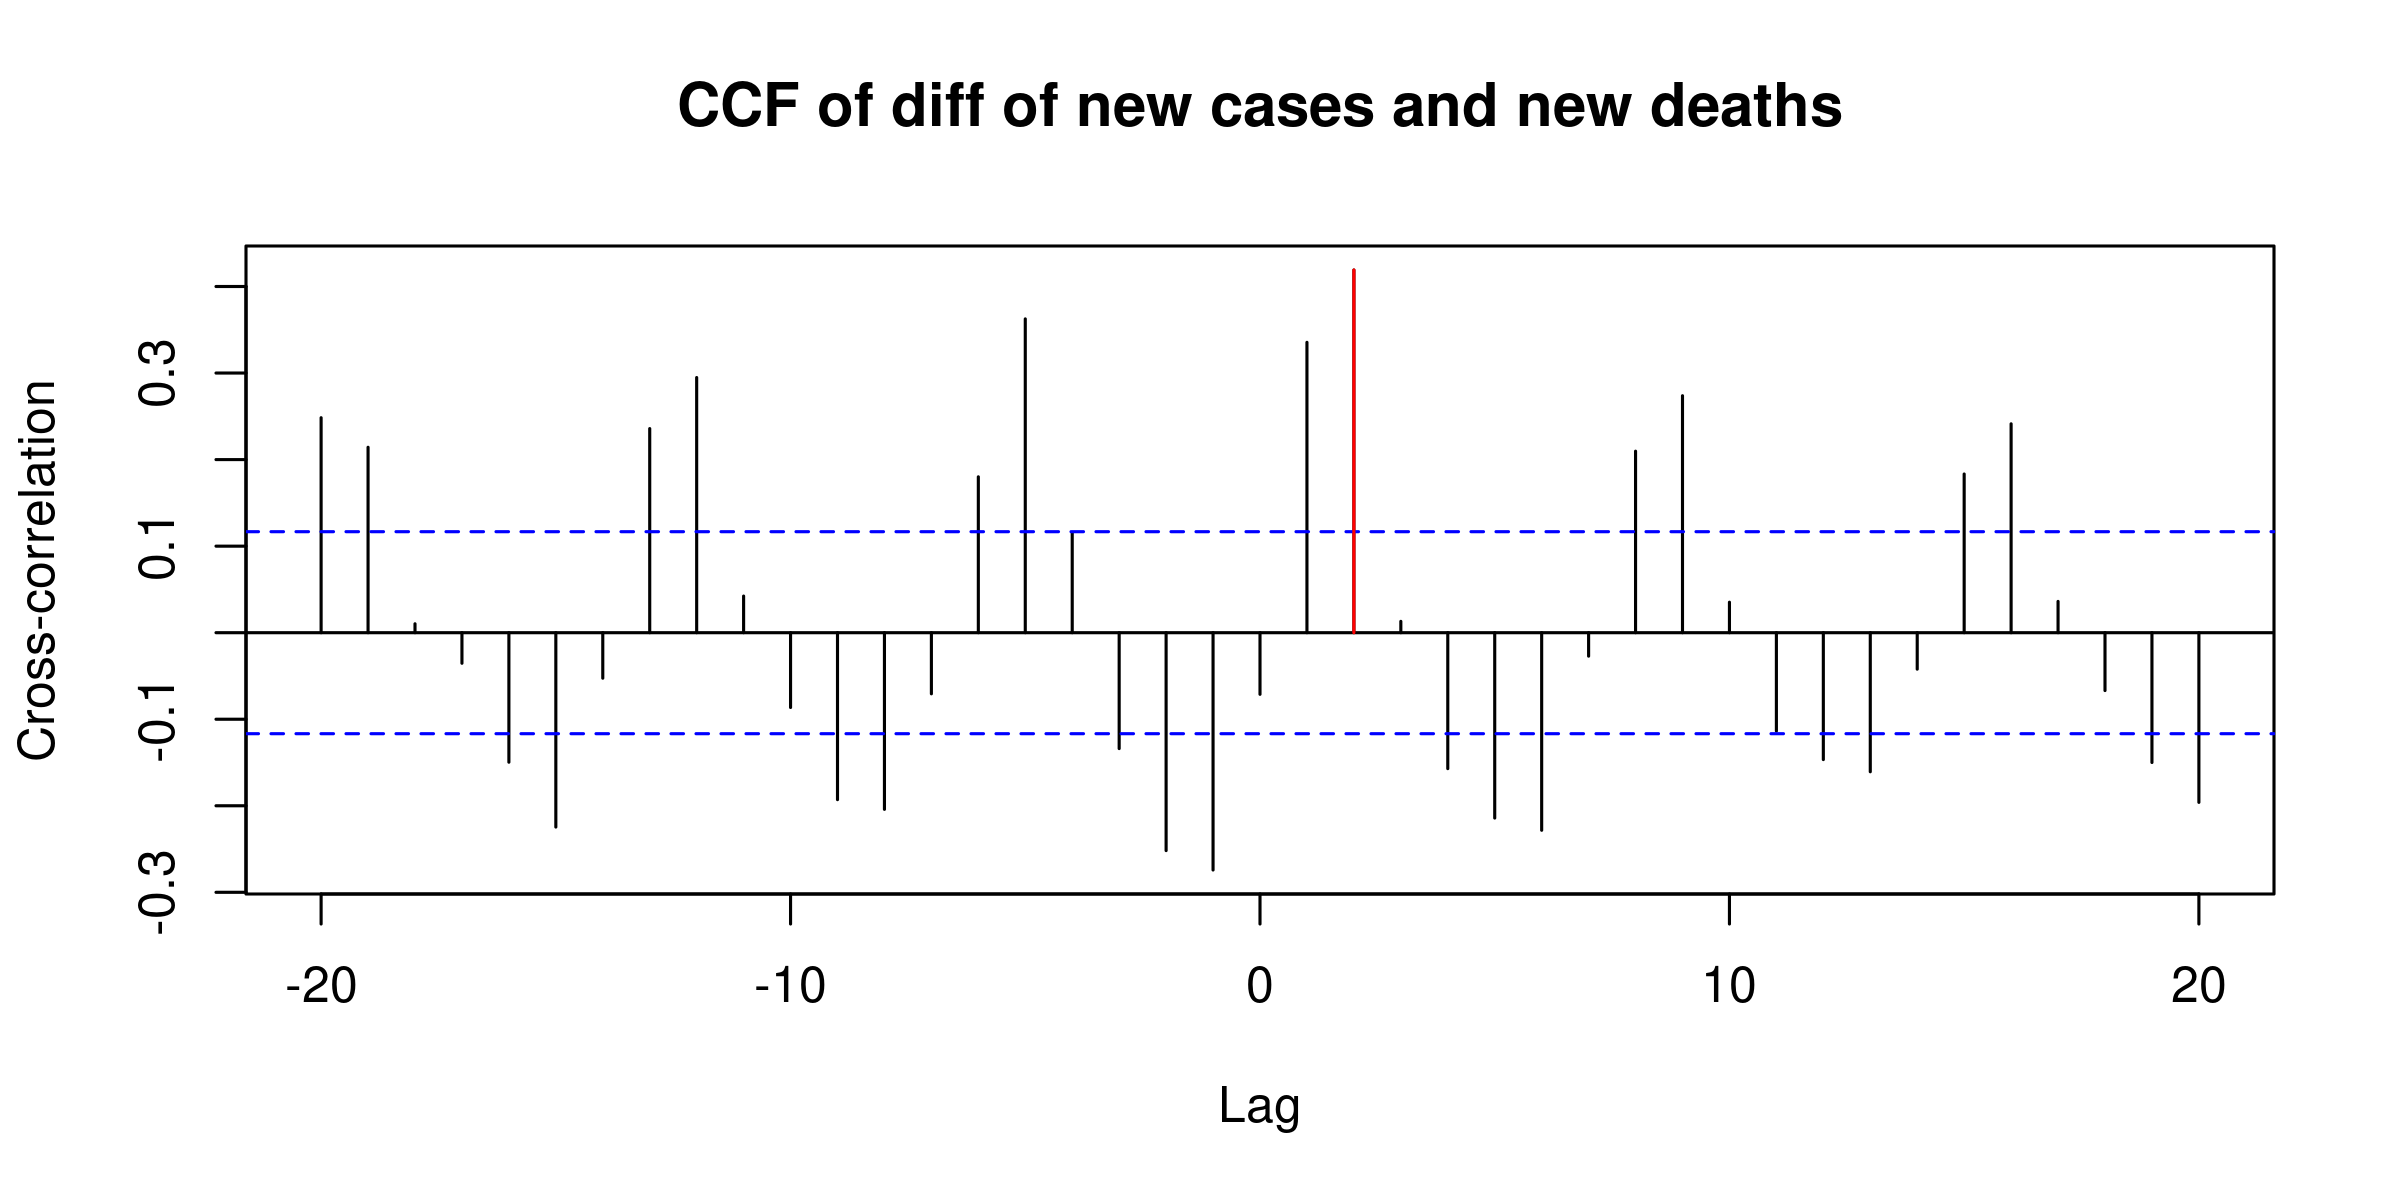 CCF of diff of new cases and new deaths
Cross-correlation
0.3
0.1
-0.1
-0.3
-20 -10 0 10 20
Lag